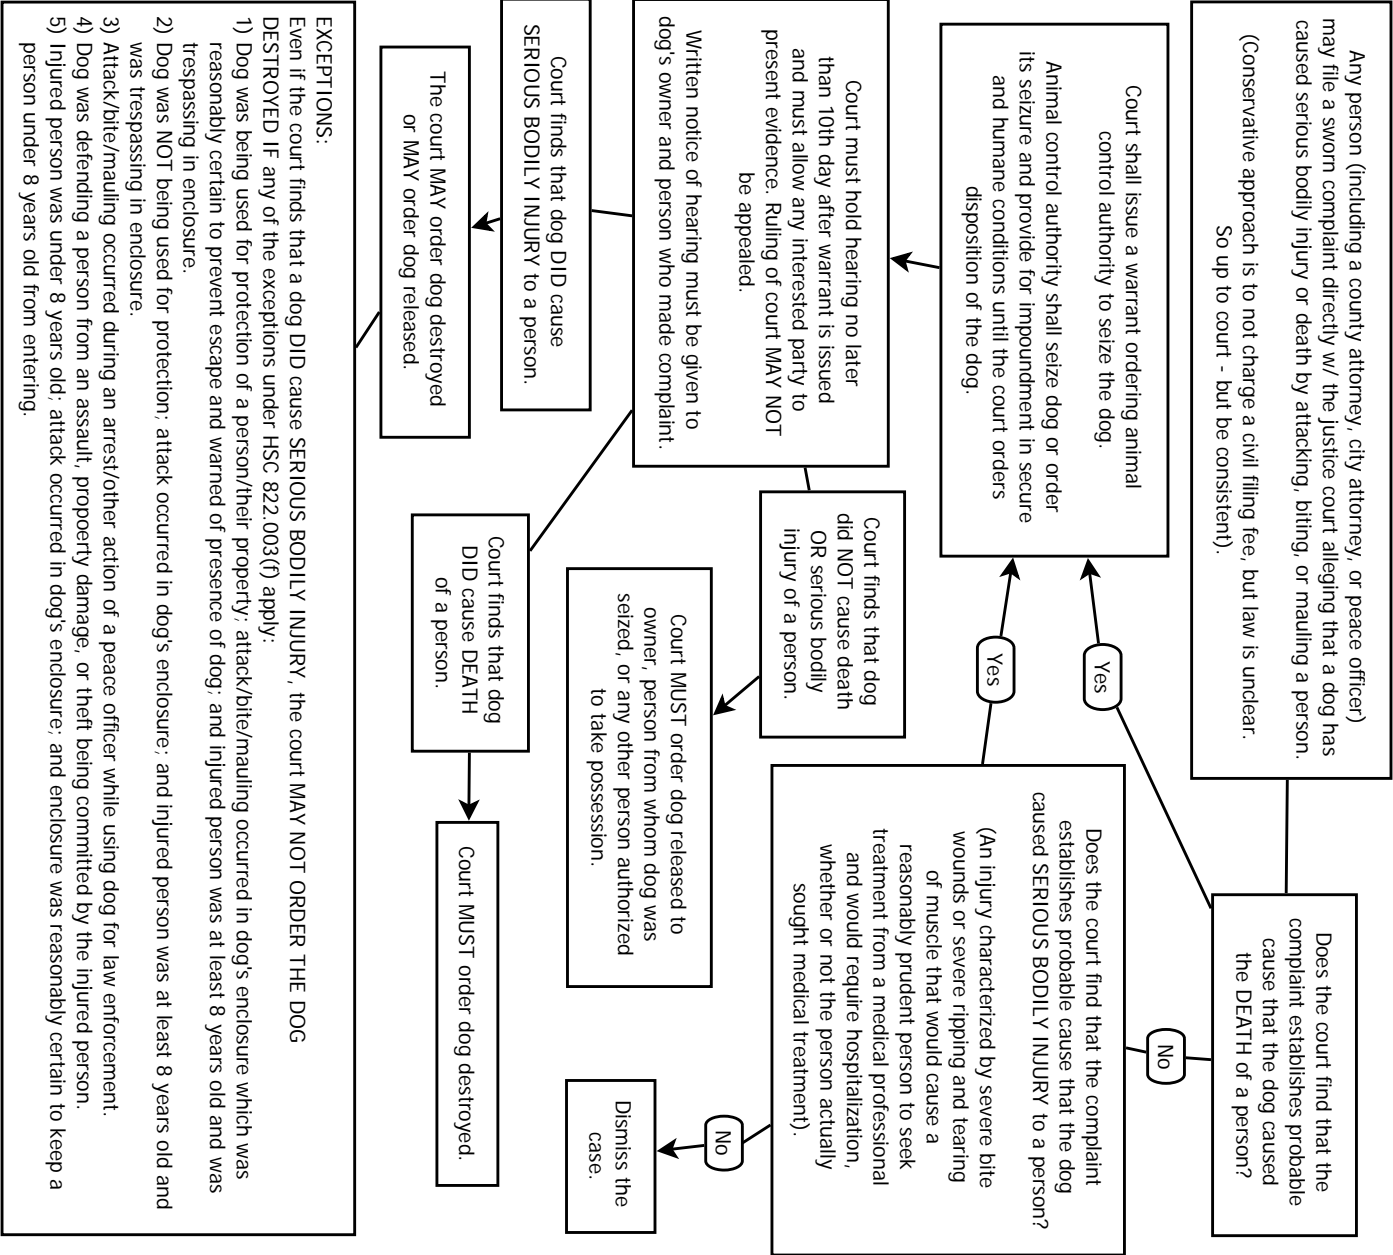 Any person (including a county attorney, city attorney, or peace officer)
may file a sworn complaint directly w/ the justice court alleging that a dog has
caused serious bodily injury or death by attacking, biting, or mauling a person.
(Conservative approach is to not charge a civil filing fee, but law is unclear.
So up to court - but be consistent).
Does the court find that the
complaint establishes probable
cause that the dog caused
the DEATH of a person?
Yes
No
Court shall issue a warrant ordering animal
control authority to seize the dog.
Animal control authority shall seize dog or order
its seizure and provide for impoundment in secure
and humane conditions until the court orders
disposition of the dog.
Yes
Does the court find that the complaint
establishes probable cause that the dog
caused SERIOUS BODILY INJURY to a person?
(An injury characterized by severe bite
wounds or severe ripping and tearing
of muscle that would cause a
reasonably prudent person to seek
treatment from a medical professional
and would require hospitalization,
whether or not the person actually
sought medical treatment).
No
Dismiss the
case.
Court must hold hearing no later
than 10th day after warrant is issued
and must allow any interested party to
present evidence. Ruling of court MAY NOT
be appealed.
Written notice of hearing must be given to
dog's owner and person who made complaint.
Court finds that dog
did NOT cause death
OR serious bodily
injury of a person.
Court MUST order dog released to
owner, person from whom dog was
seized, or any other person authorized
to take possession.
Court finds that dog DID cause
SERIOUS BODILY INJURY to a person.
Court finds that dog
DID cause DEATH
of a person.
Court MUST order dog destroyed.
The court MAY order dog destroyed
or MAY order dog released.
EXCEPTIONS:
Even if the court finds that a dog DID cause SERIOUS BODILY INJURY, the court MAY NOT ORDER THE DOG
DESTROYED IF any of the exceptions under HSC 822.003(f) apply:
1) Dog was being used for protection of a person/their property; attack/bite/mauling occurred in dog's enclosure which was
reasonably certain to prevent escape and warned of presence of dog; and injured person was at least 8 years old and was
trespassing in enclosure.
2) Dog was NOT being used for protection; attack occurred in dog's enclosure; and injured person was at least 8 years old and
was trespassing in enclosure.
3) Attack/bite/mauling occurred during an arrest/other action of a peace officer while using dog for law enforcement.
4) Dog was defending a person from an assault, propoerty damage, or theft being committed by the injured person.
5) Injured person was under 8 years old; attack occurred in dog's enclosure; and enclosure was reasonably certain to keep a
person under 8 years old from entering.